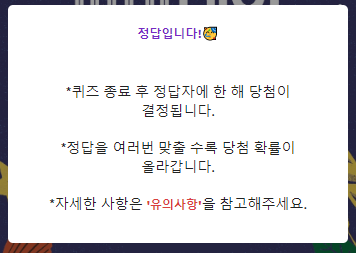 정답입니다!🥳
*퀴즈 종료 후 정답자에 한 해 당첨이
결정됩니다.
*정답을 여러번 맞출 수록 당첨 확률이
올라갑니다.
*자세한 사항은 '유의사항'을 참고해주세요.